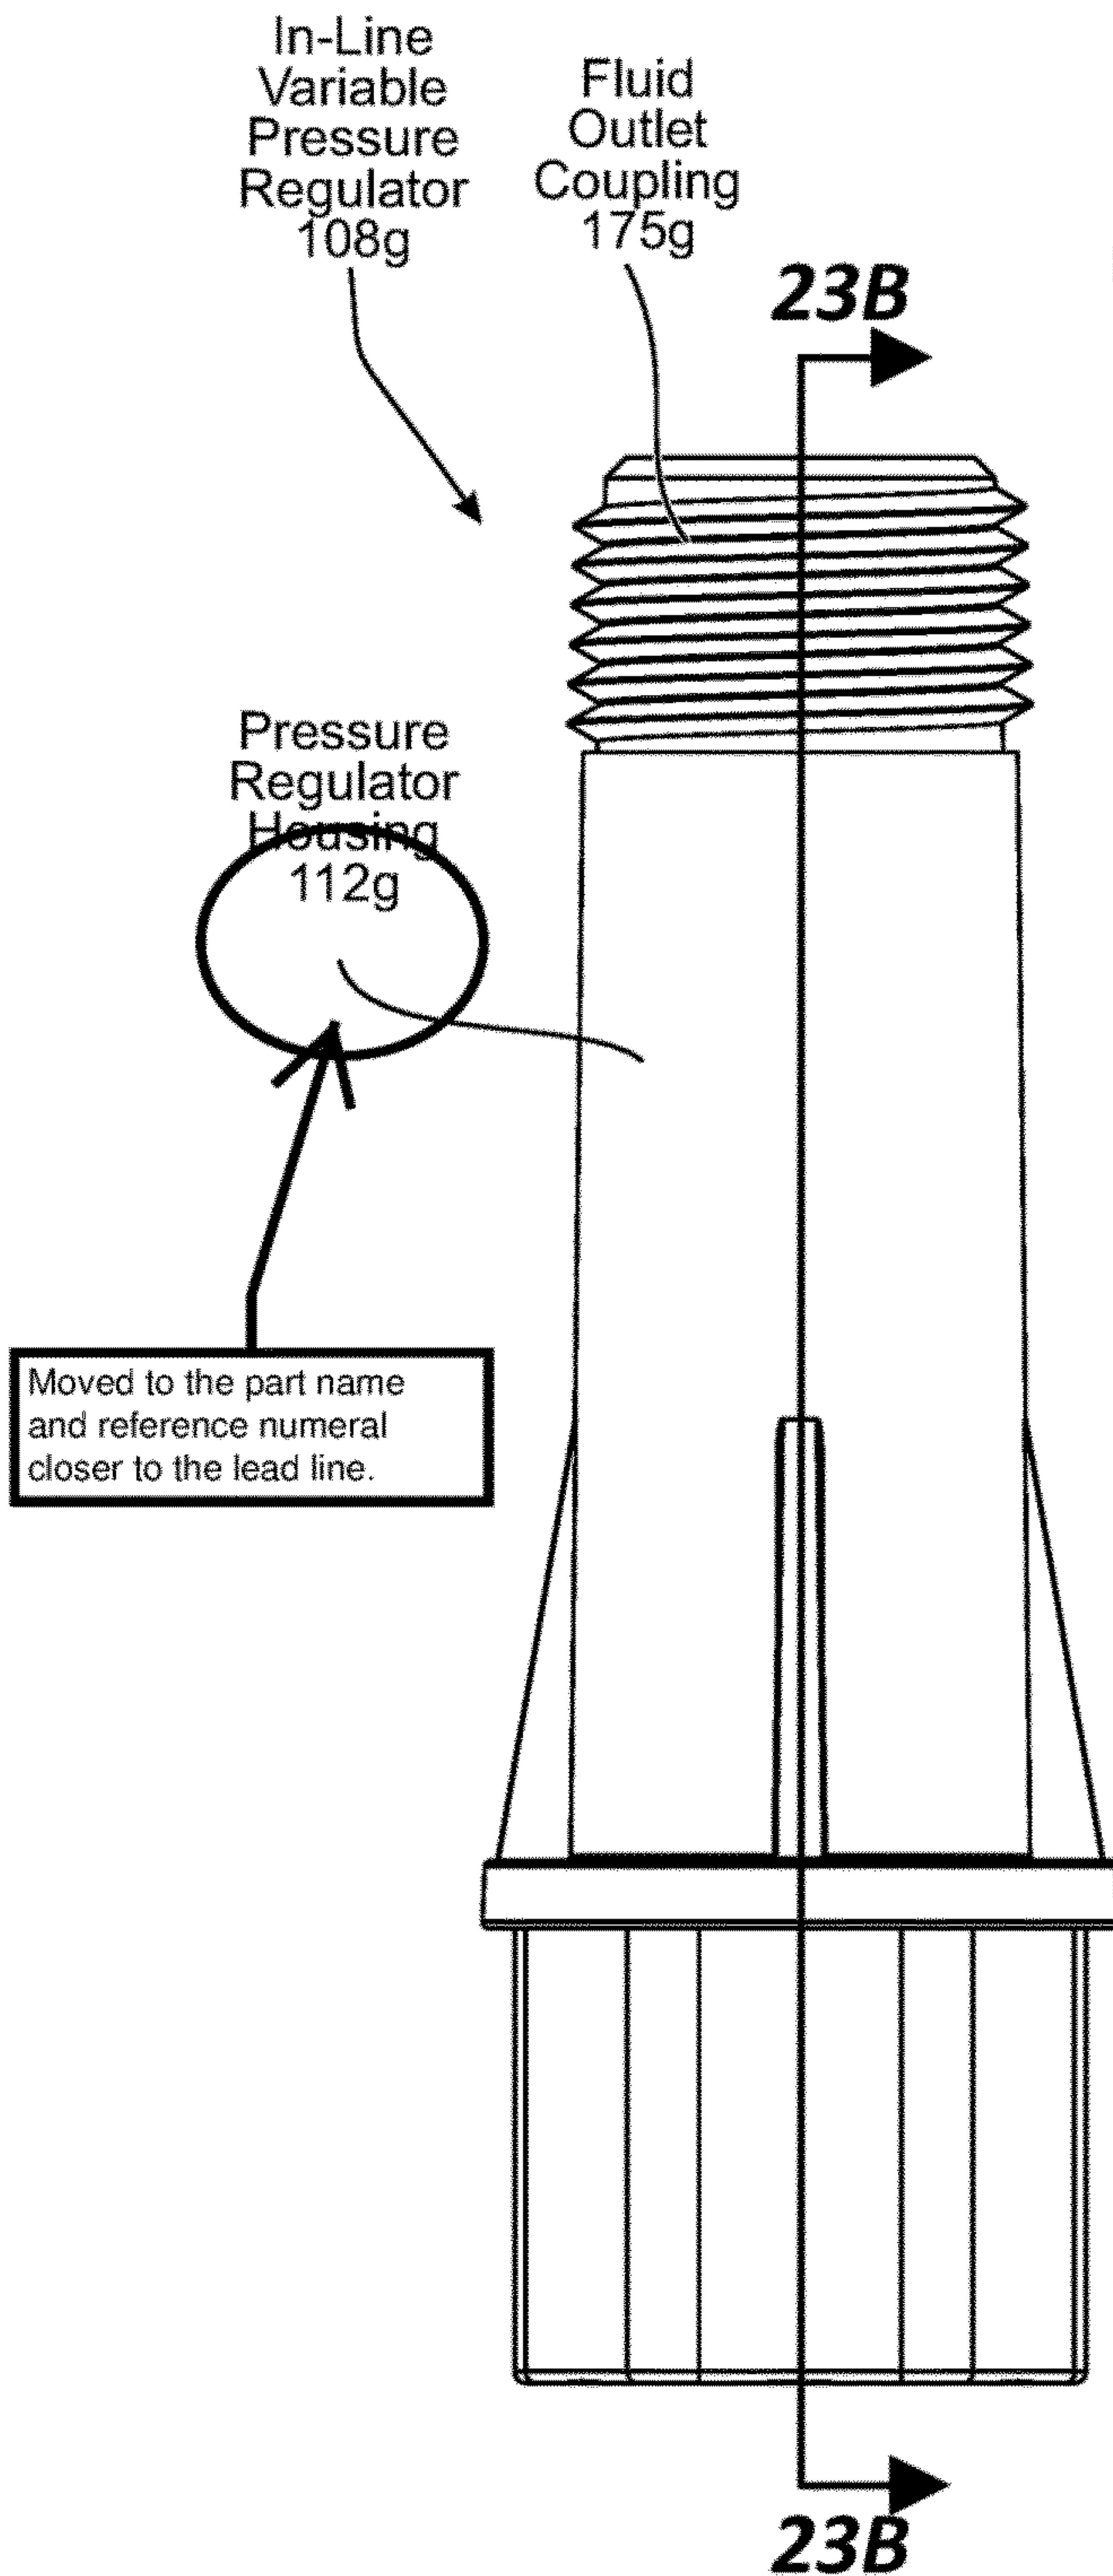 In-Line
Variable
Pressure
Regulator
108g
Fluid
Outlet
Coupling
175g
23B
Pressure
Regulator
Housing
112g
Moved to the part name
and reference numeral
closer to the lead line.
23B